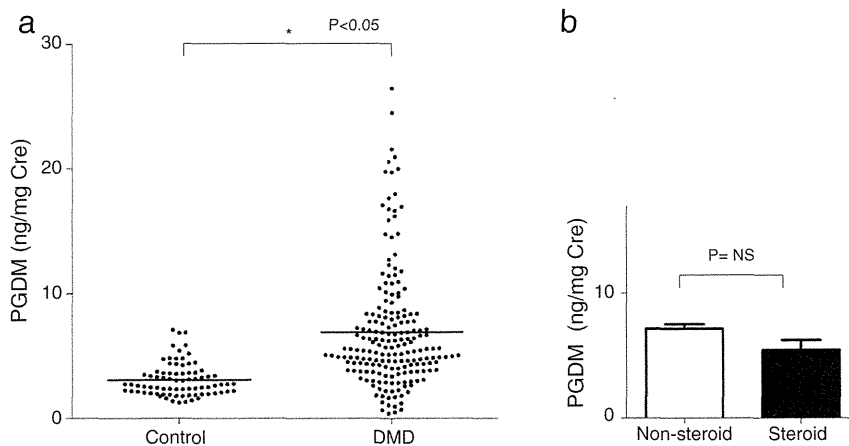 a
* P<0.05
30
20
10
0
PGDM (ng/mg Cre)
Control DMD
b
P= NS
10
0
PGDM (ng/mg Cre)
Non-steroid Steroid